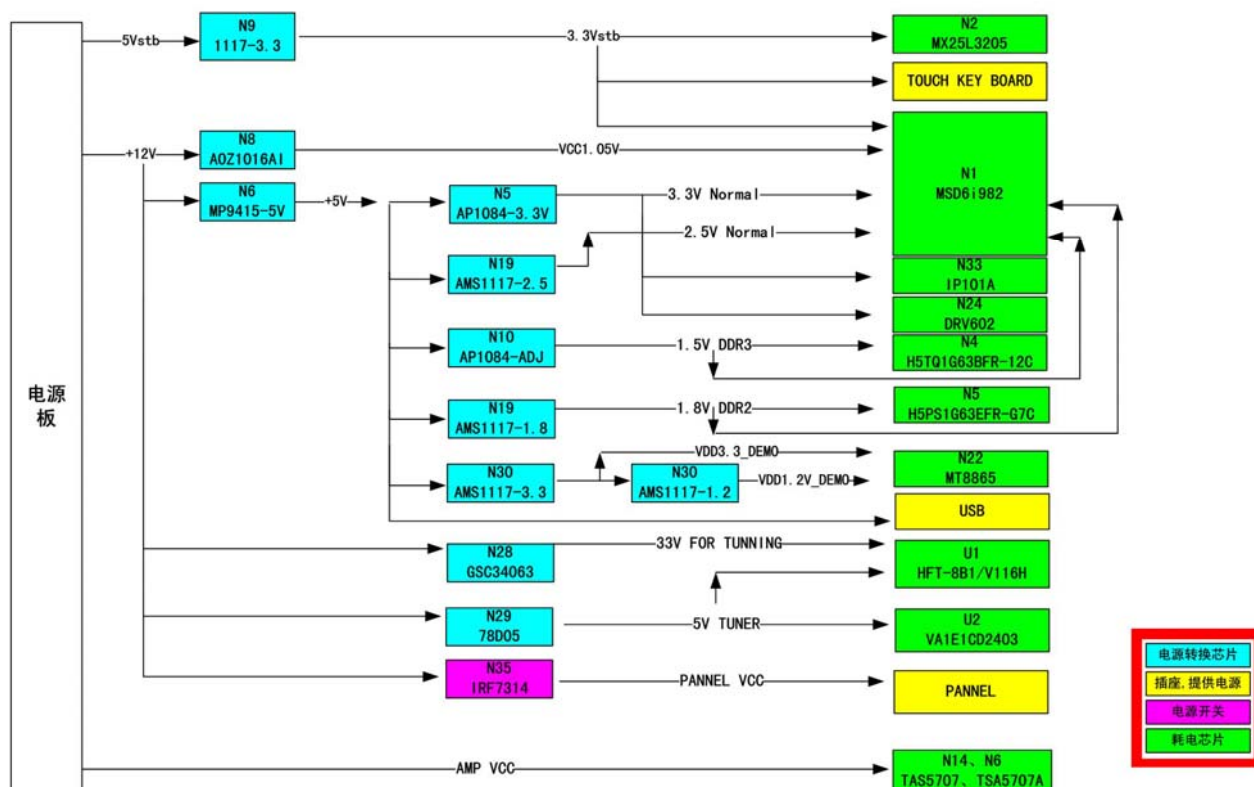 电源
板
5Vstb
N9
1117-3.3
3.3Vstb
N2
MX25L3205
TOUCH KEY BOARD
+12V
N8
AOZ1016AI
VCC1.05V
N1
MSD6i982
N6
MP9415-5V
+5V
N5
AP1084-3.3V
3.3V Normal
N19
AMS1117-2.5
2.5V Normal
N33
IP101A
N24
DRV602
N10
AP1084-ADJ
1.5V DDR3
N4
H5TQ1G63BFR-12C
N19
AMS1117-1.8
1.8V DDR2
N5
H5PS1G63EFR-G7C
VDD3.3_DEMO
N30
AMS1117-3.3
N30
AMS1117-1.2
VDD1.2V_DEMO
N22
MT8865
USB
N28
GSC34063
33V FOR TUNNING
U1
HFT-8B1/V116H
N29
78D05
5V TUNER
U2
VA1E1CD2403
N35
IRF7314
PANNEL VCC
PANNEL
AMP VCC
N14、N6
TAS5707、TSA5707A
电源转换芯片
插座,提供电源
电源开关
耗电芯片